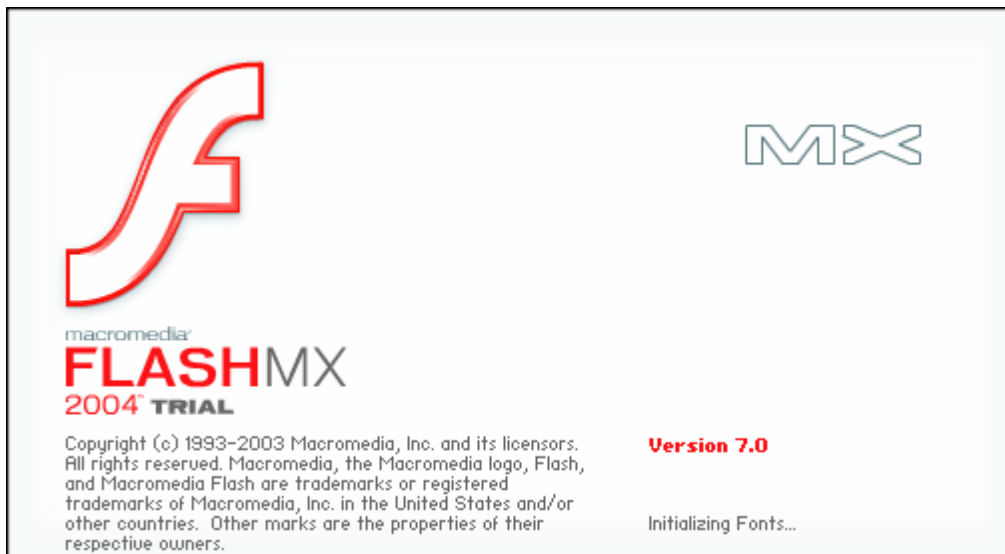 MX
macromedia®
FLASHMX
2004™ TRIAL
Copyright (c) 1993-2003 Macromedia, Inc. and its licensors.
All rights reserved. Macromedia, the Macromedia logo, Flash,
and Macromedia Flash are trademarks or registered
trademarks of Macromedia, Inc. in the United States and/or
other countries.  Other marks are the properties of their
respective owners.
Version 7.0
Initializing Fonts...